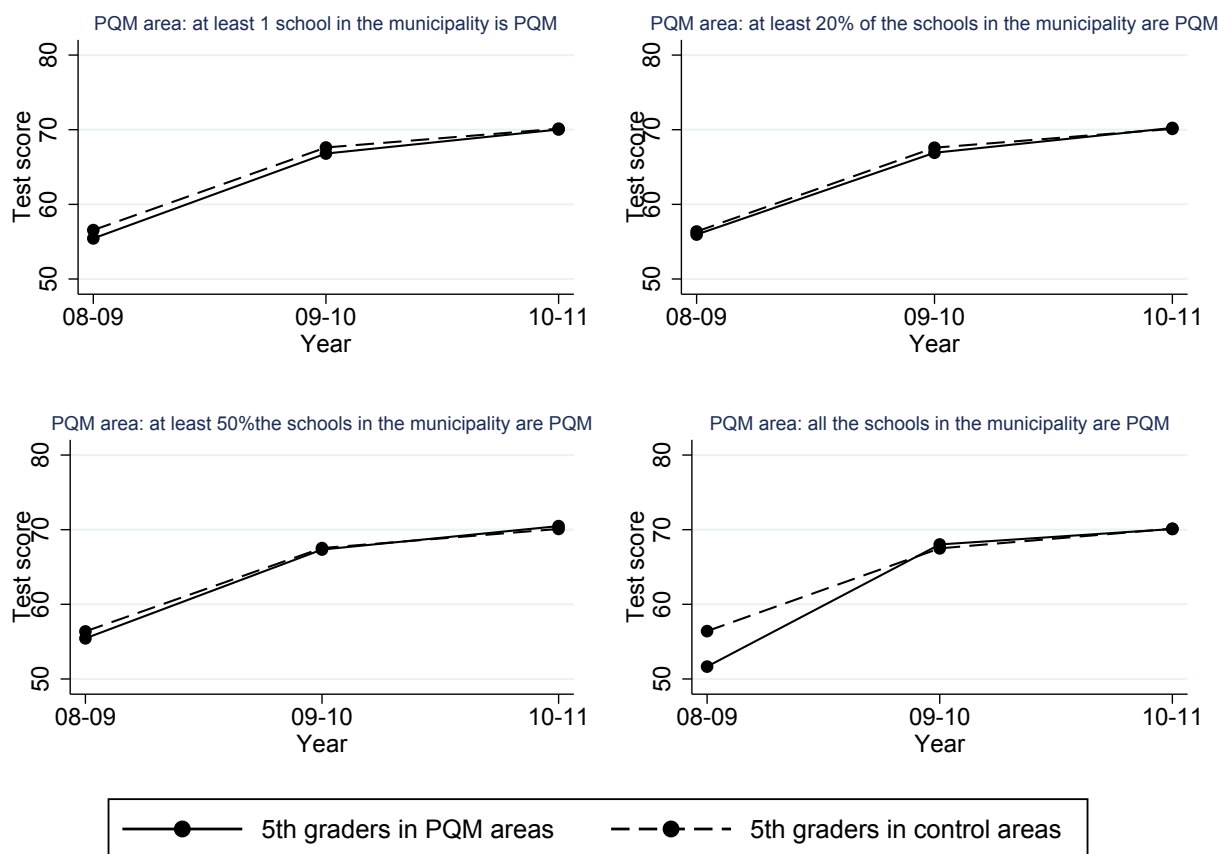 PQM area: at least 1 school in the municipality is PQM
80
70
60
50
Test score
08-09
09-10
10-11
Year
PQM area: at least 20% of the schools in the municipality are PQM
80
70
60
50
Test score
08-09
09-10
10-11
Year
PQM area: at least 50%the schools in the municipality are PQM
80
70
60
50
Test score
08-09
09-10
10-11
Year
PQM area: all the schools in the municipality are PQM
80
70
60
50
Test score
08-09
09-10
10-11
Year
5th graders in PQM areas
5th graders in control areas